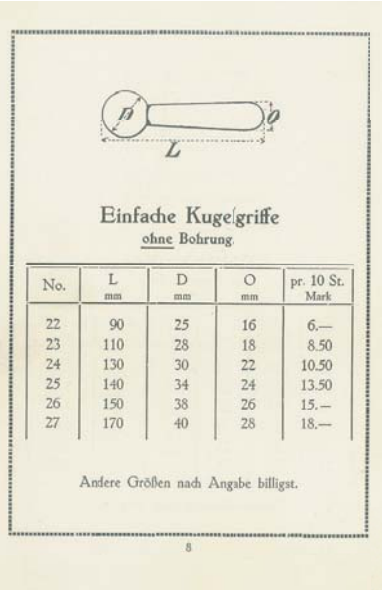 D
O
L
Einfache Kugelgriffe
ohne Bohrung.
No. L mm D mm O mm pr. 10 St. Mark
22 90 25 16 6.—
23 110 28 18 8.50
24 130 30 22 10.50
25 140 34 24 13.50
26 150 38 26 15.—
27 170 40 28 18.—
Andere Größen nach Angabe billigst.
8